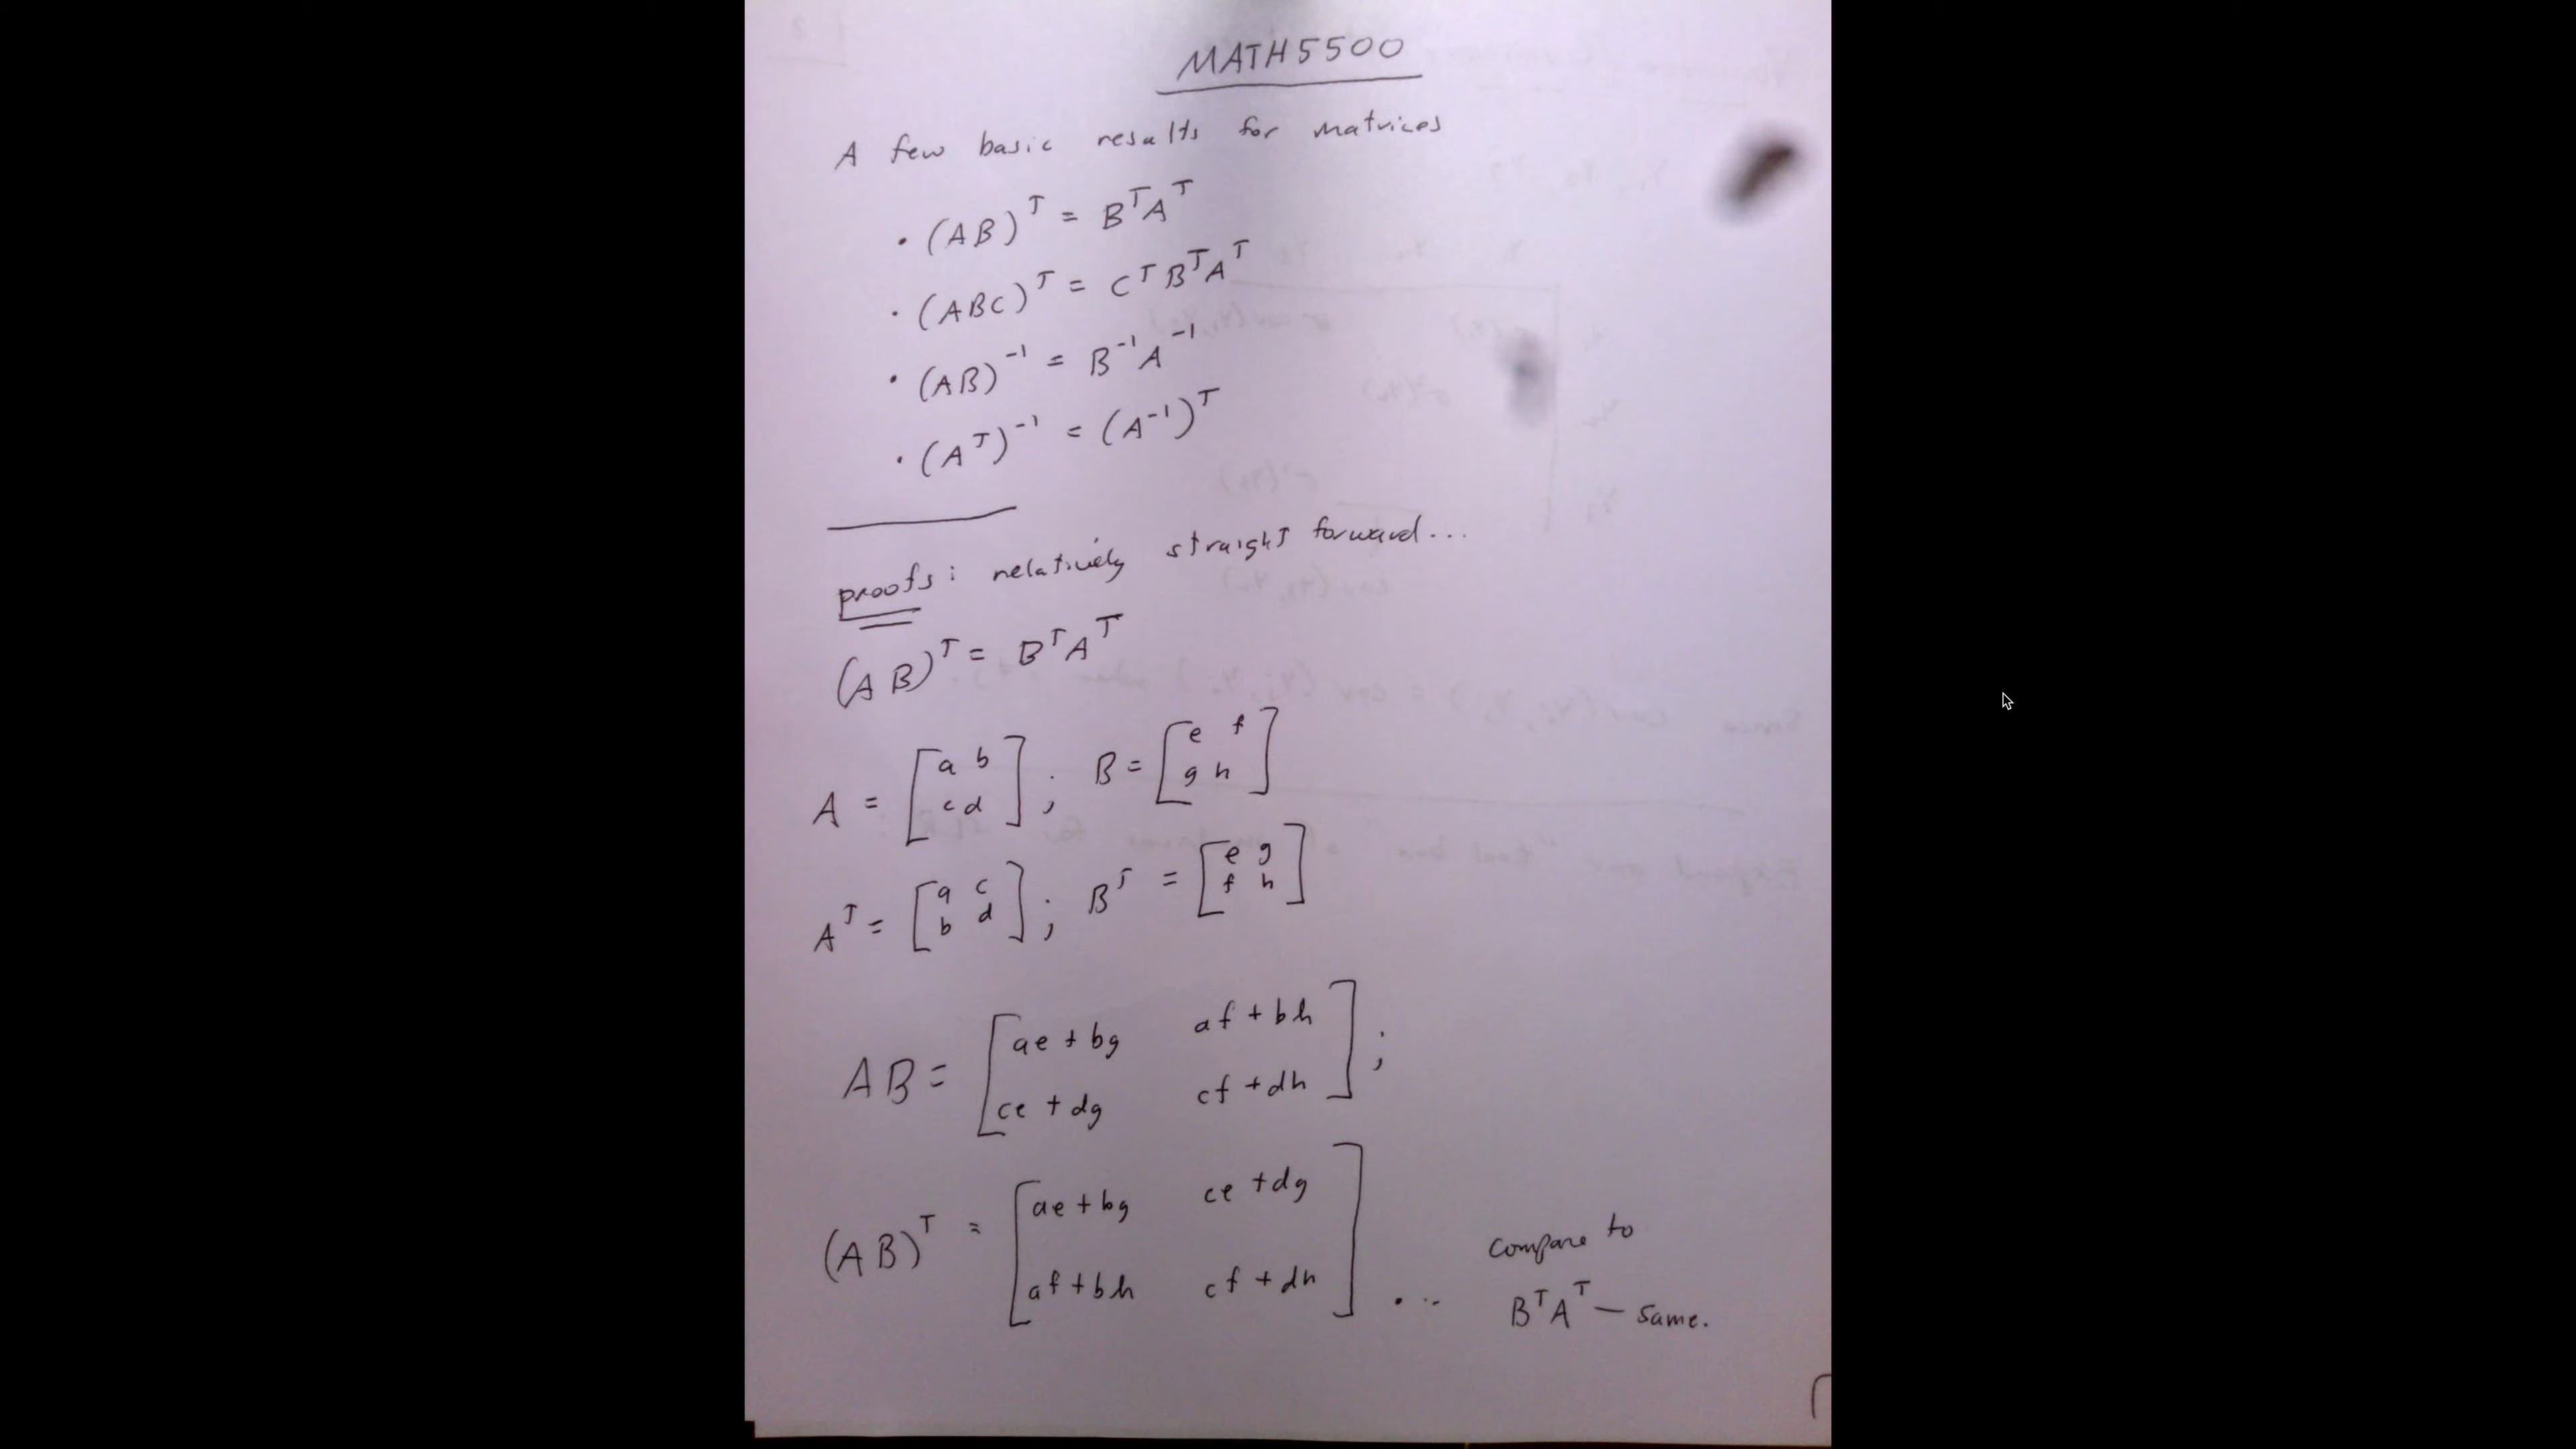 MATH5500
A few basic results for matrices
• (AB)^T = B^T A^T
• (ABC)^T = C^T B^T A^T
• (AB)^-1 = B^-1 A^-1
• (A^T)^-1 = (A^-1)^T
proofs: relatively straight forward...
(AB)^T = B^T A^T
A = [a b; c d] ; B = [e f; g h]
A^T = [a c; b d] ; B^T = [e g; f h]
AB = [ae + bg af + bh; ce + dg cf + dh] ;
(AB)^T = [ae + bg ce + dg; af + bh cf + dh] ...
compare to
B^T A^T — same.